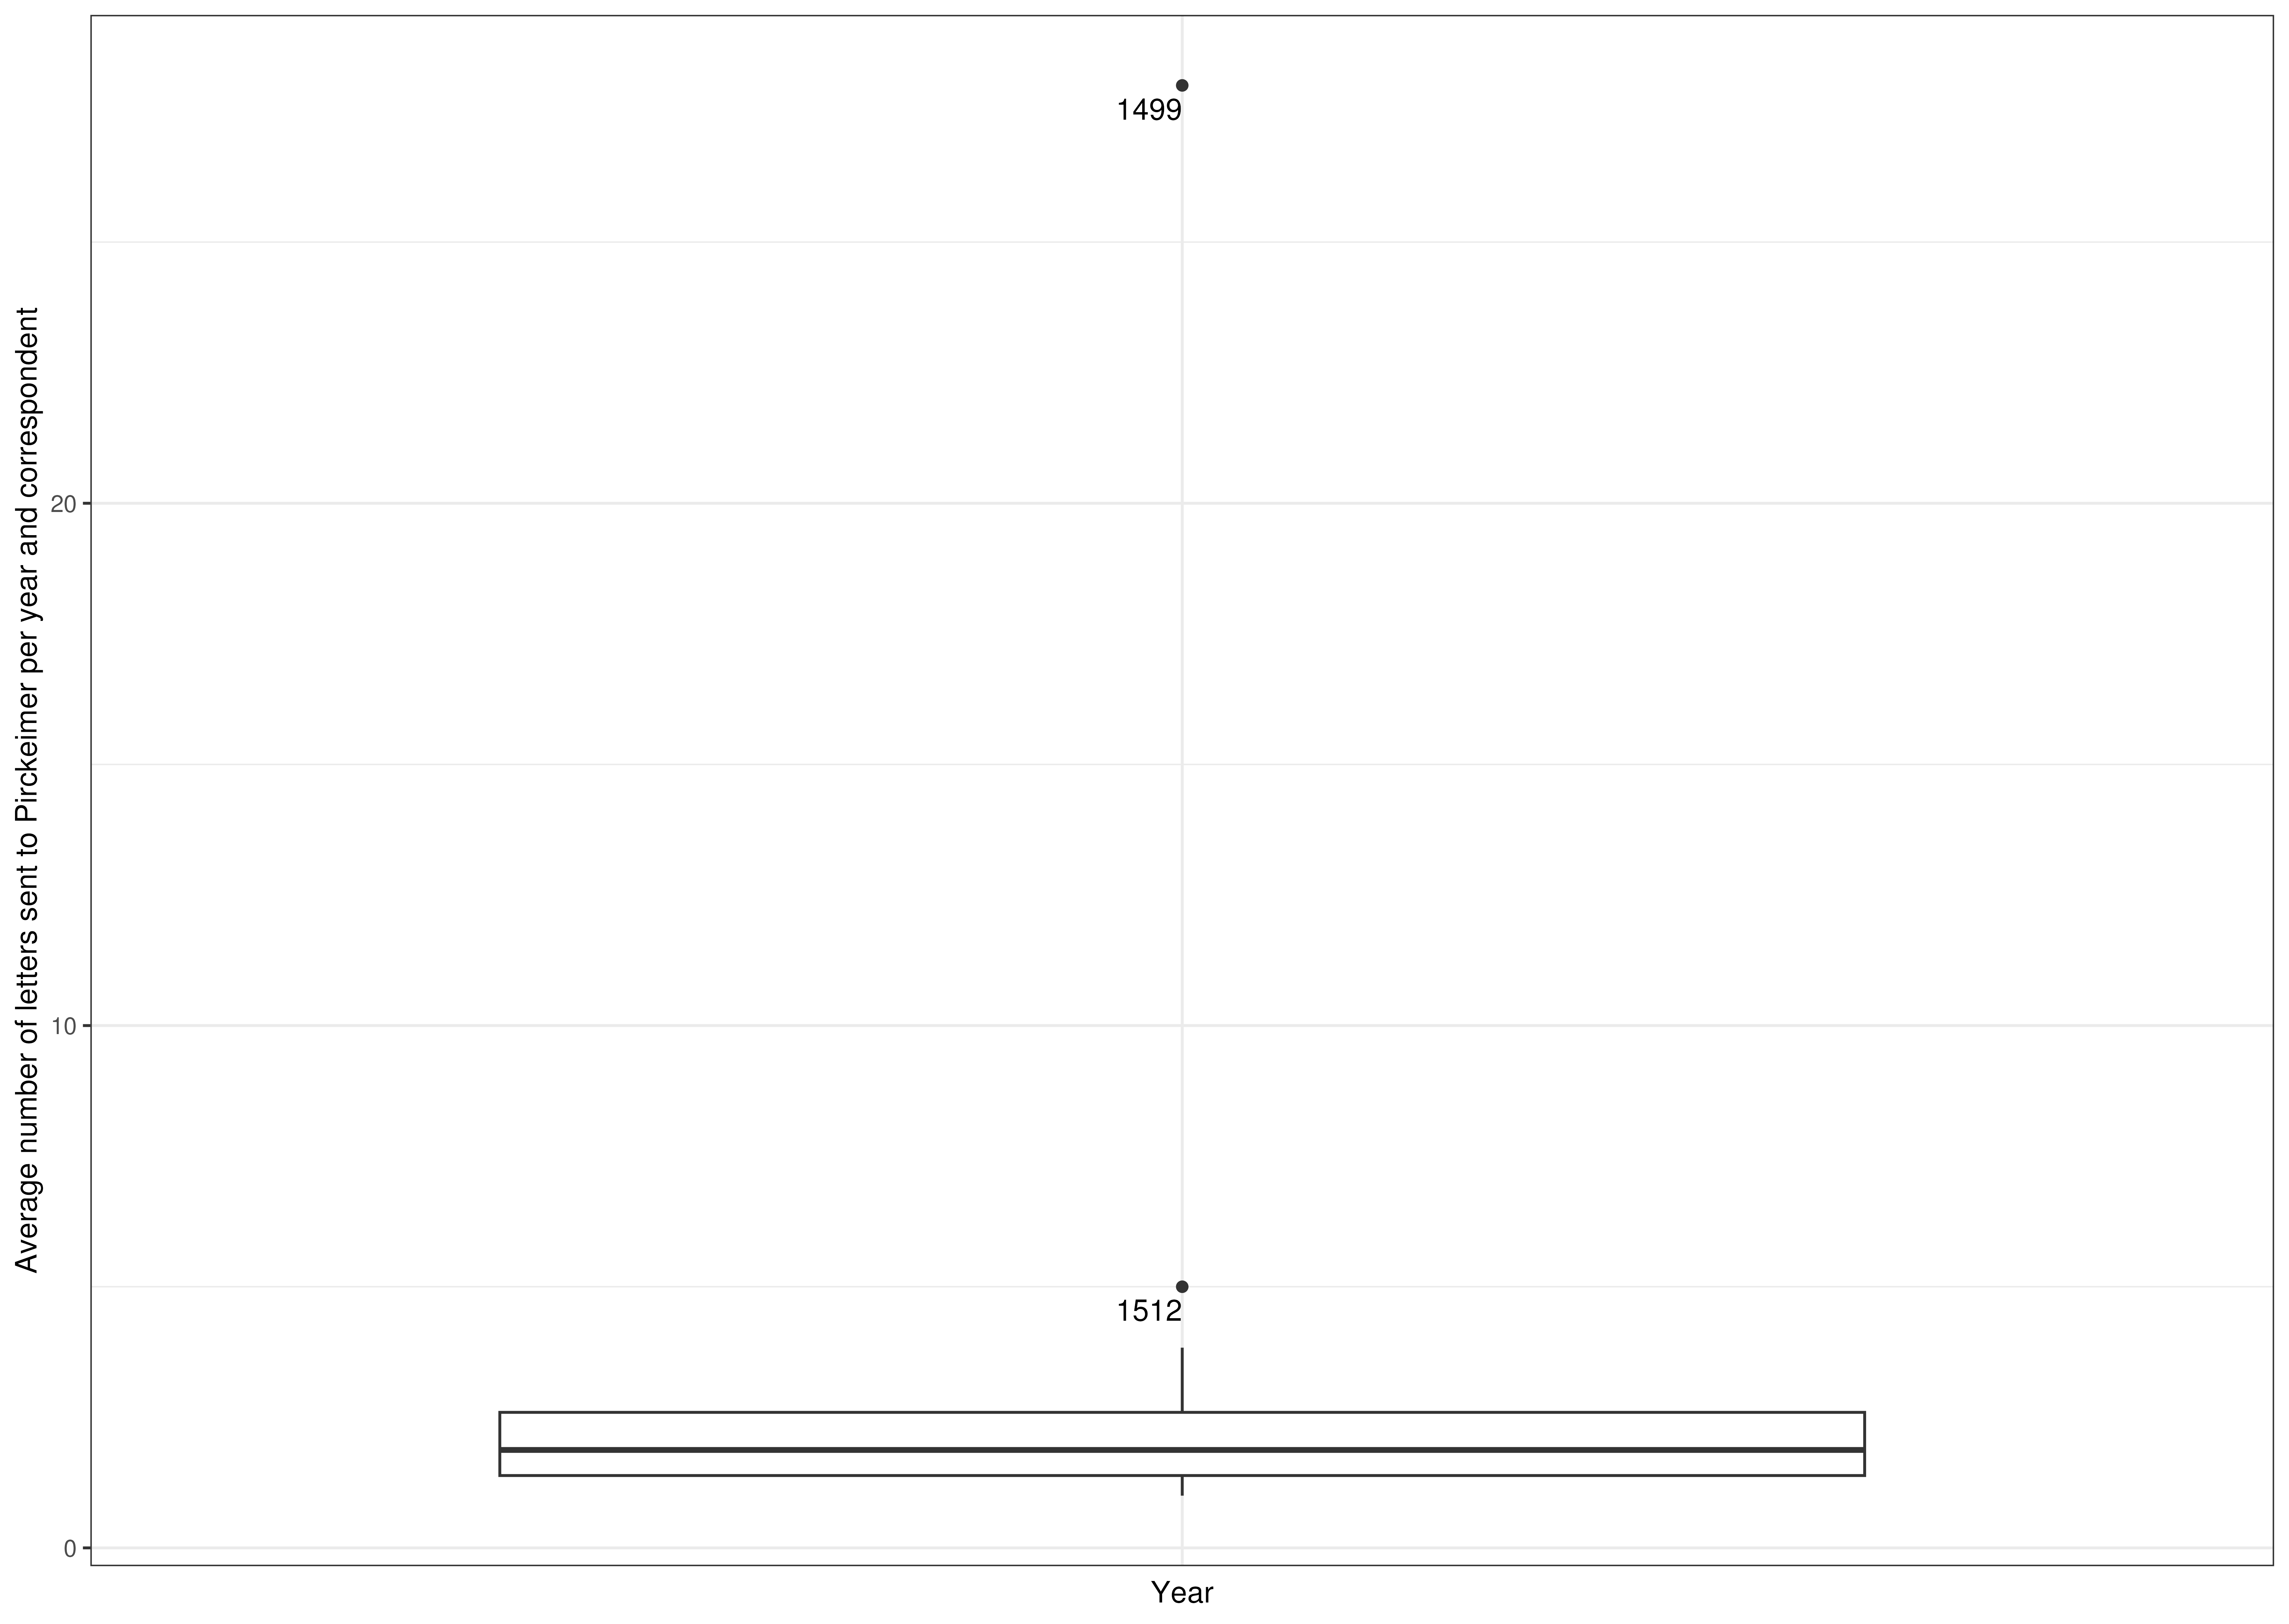 Average number of letters sent to Pirckeimer per year and correspondent
1499
20
10
1512
0
Year